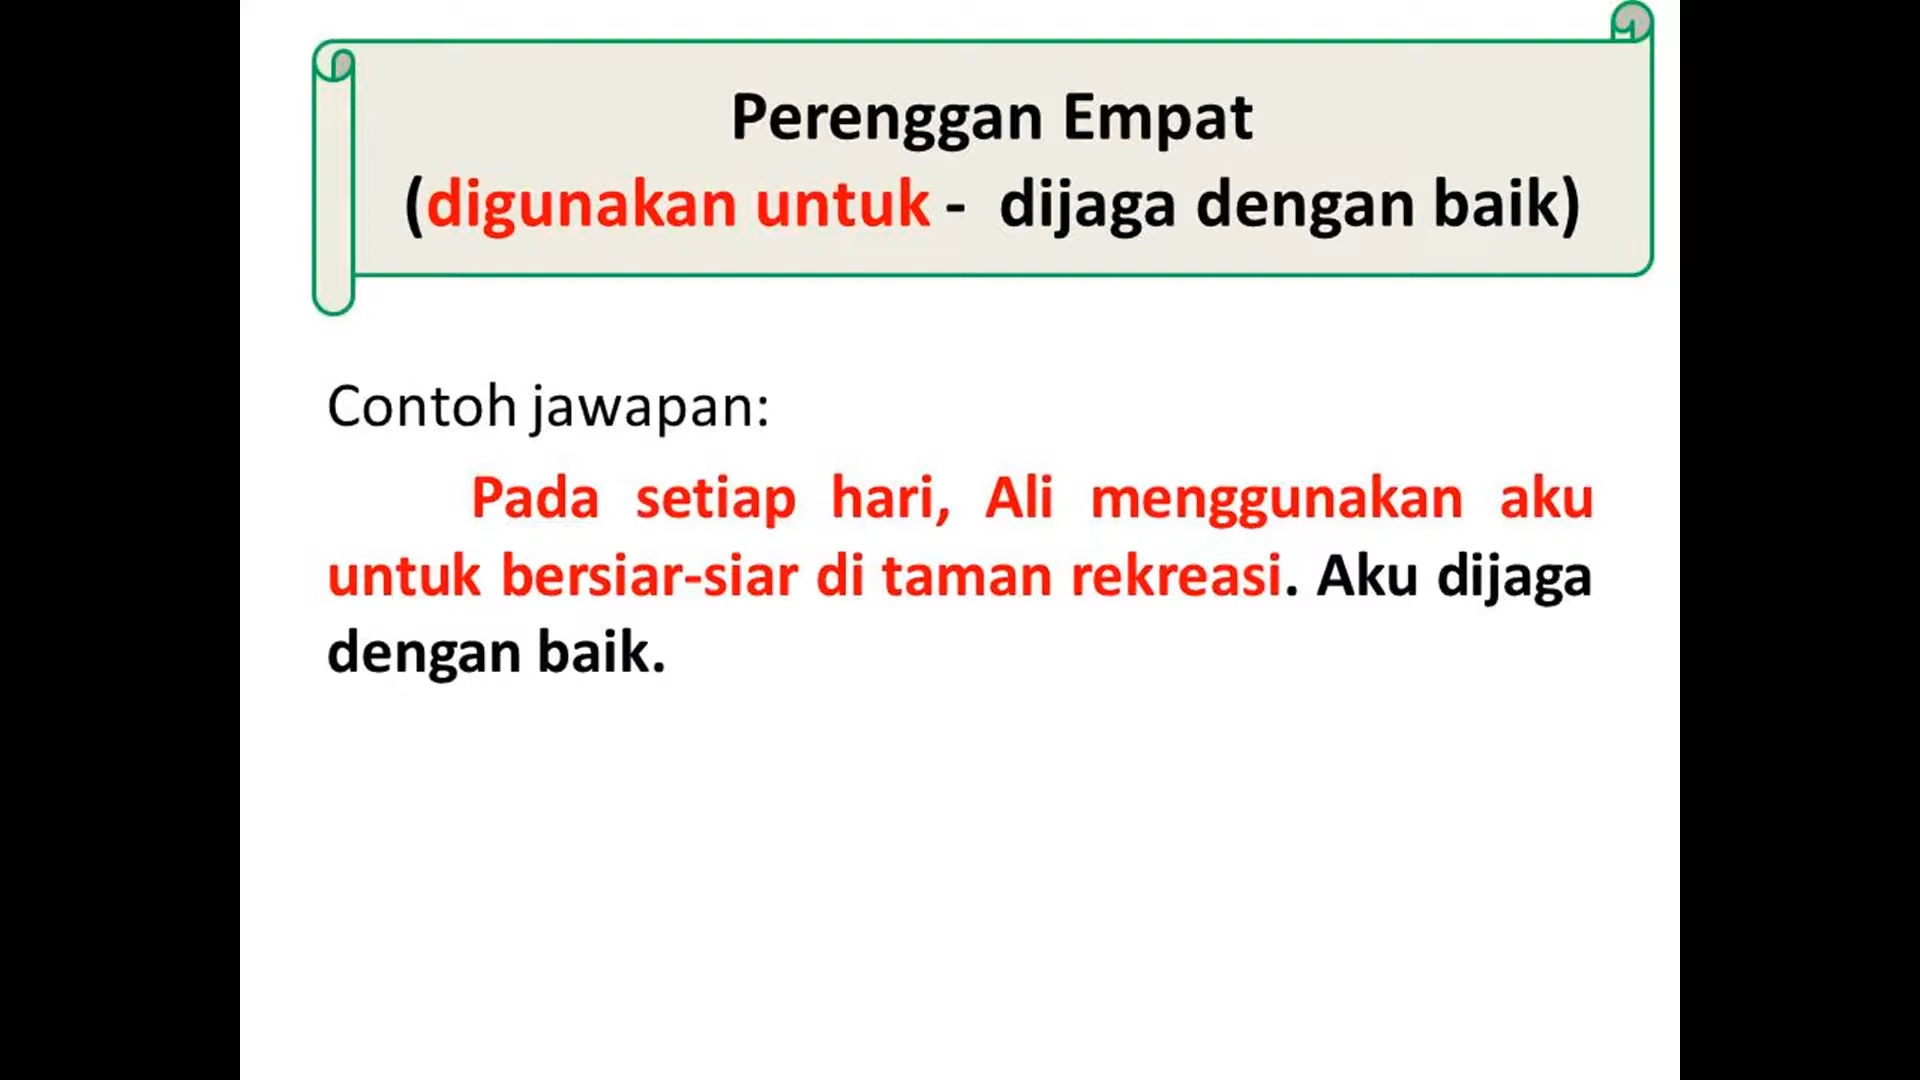 Perenggan Empat
(digunakan untuk - dijaga dengan baik)
Contoh jawapan:
Pada setiap hari, Ali menggunakan aku
untuk bersiar-siar di taman rekreasi. Aku dijaga
dengan baik.